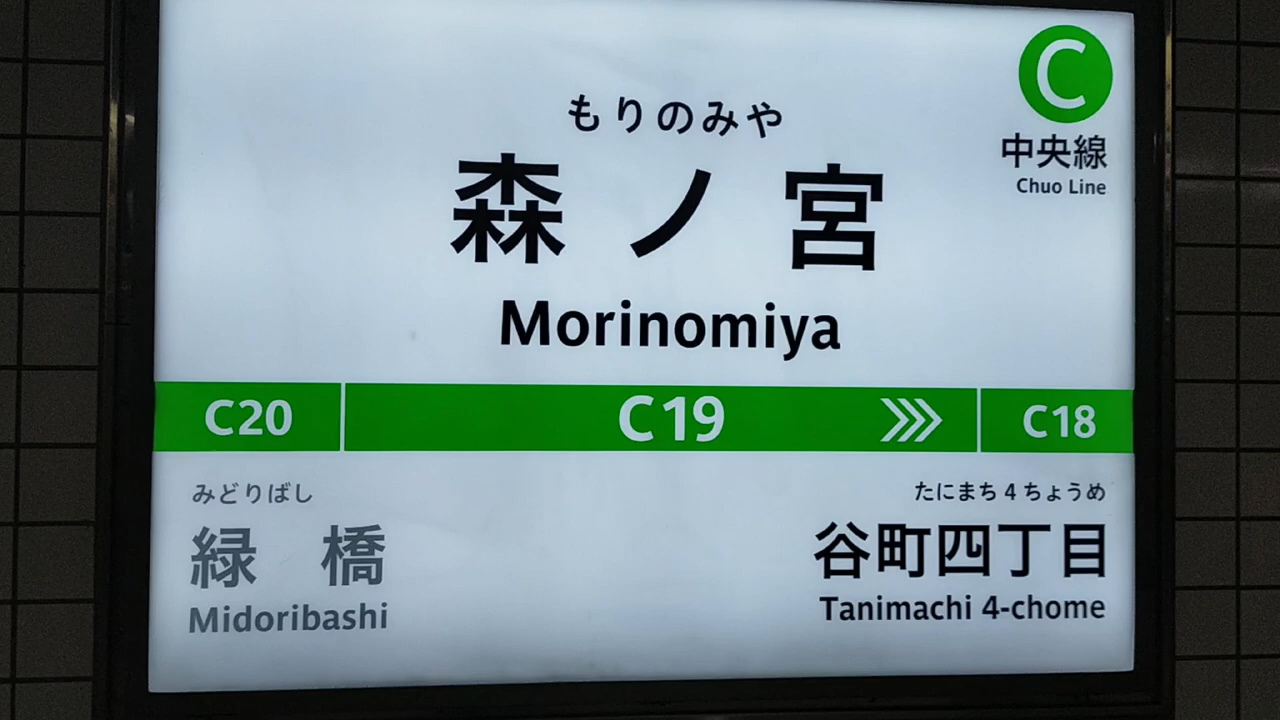 C
中央線
Chuo Line
もりのみや
森ノ宮
Morinomiya
C20 C19 C18
みどりばし
緑橋
Midoribashi
たにまち4ちょうめ
谷町四丁目
Tanimachi 4-chome